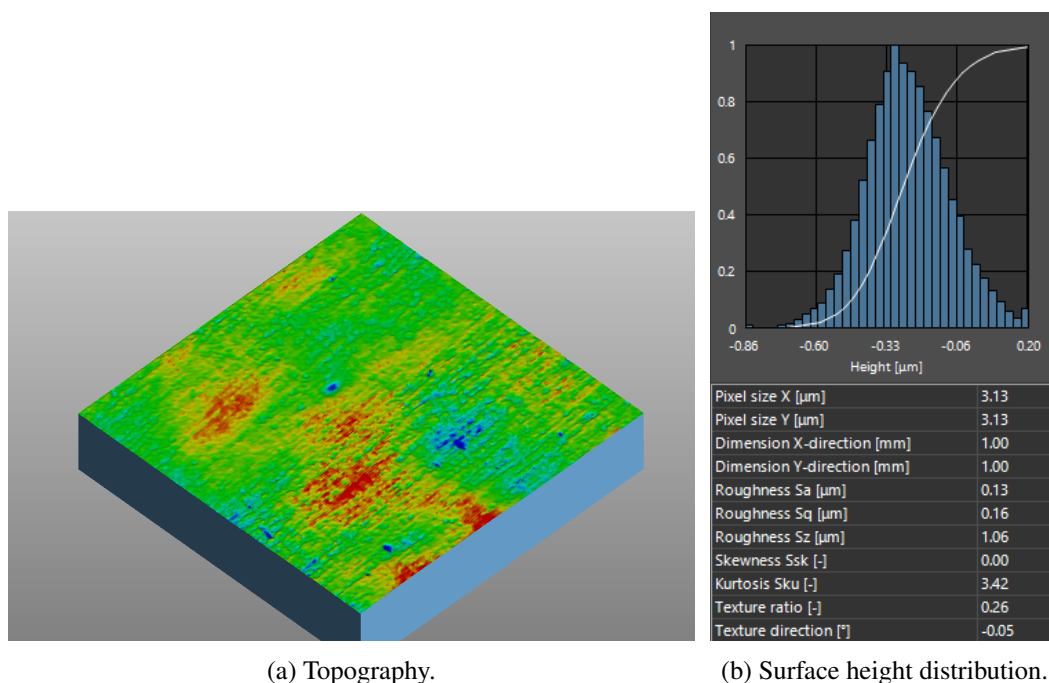 1
0.8
0.6
0.4
0.2
0
-0.86 -0.60 -0.33 -0.06 0.20
Height [µm]
Pixel size X [µm] 3.13
Pixel size Y [µm] 3.13
Dimension X-direction [mm] 1.00
Dimension Y-direction [mm] 1.00
Roughness Sa [µm] 0.13
Roughness Sq [µm] 0.16
Roughness Sz [µm] 1.06
Skewness Ssk [-] 0.00
Kurtosis Sku [-] 3.42
Texture ratio [-] 0.26
Texture direction [°] -0.05
(a) Topography.
(b) Surface height distribution.